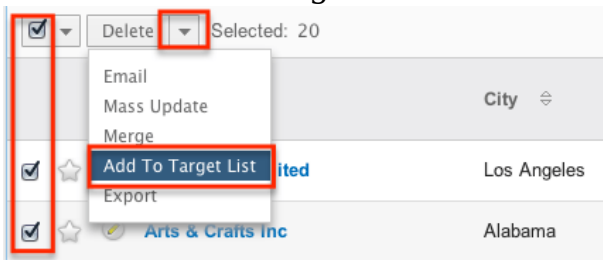 g
Delete Selected: 20
Email
Mass Update
Merge
City
Add To Target List ited Los Angeles
Export
Arts & Crafts Inc Alabama